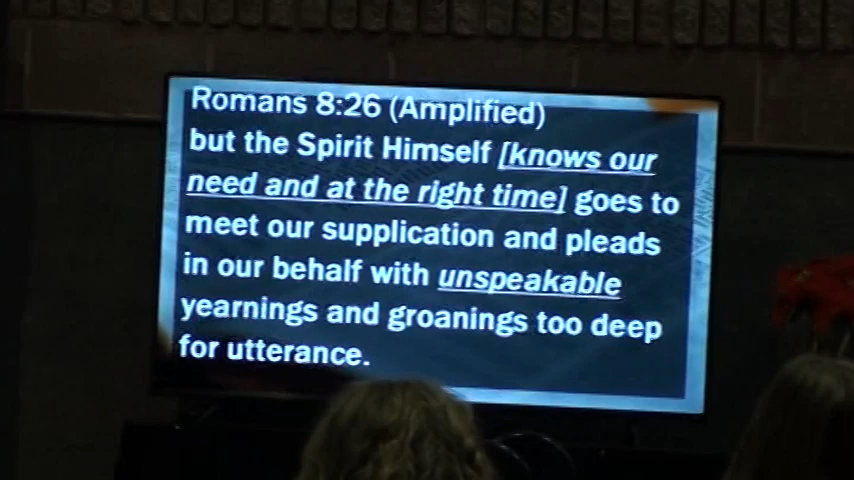 Romans 8:26 (Amplified)
but the Spirit Himself [knows our
need and at the right time] goes to
meet our supplication and pleads
in our behalf with unspeakable
yearnings and groanings too deep
for utterance.